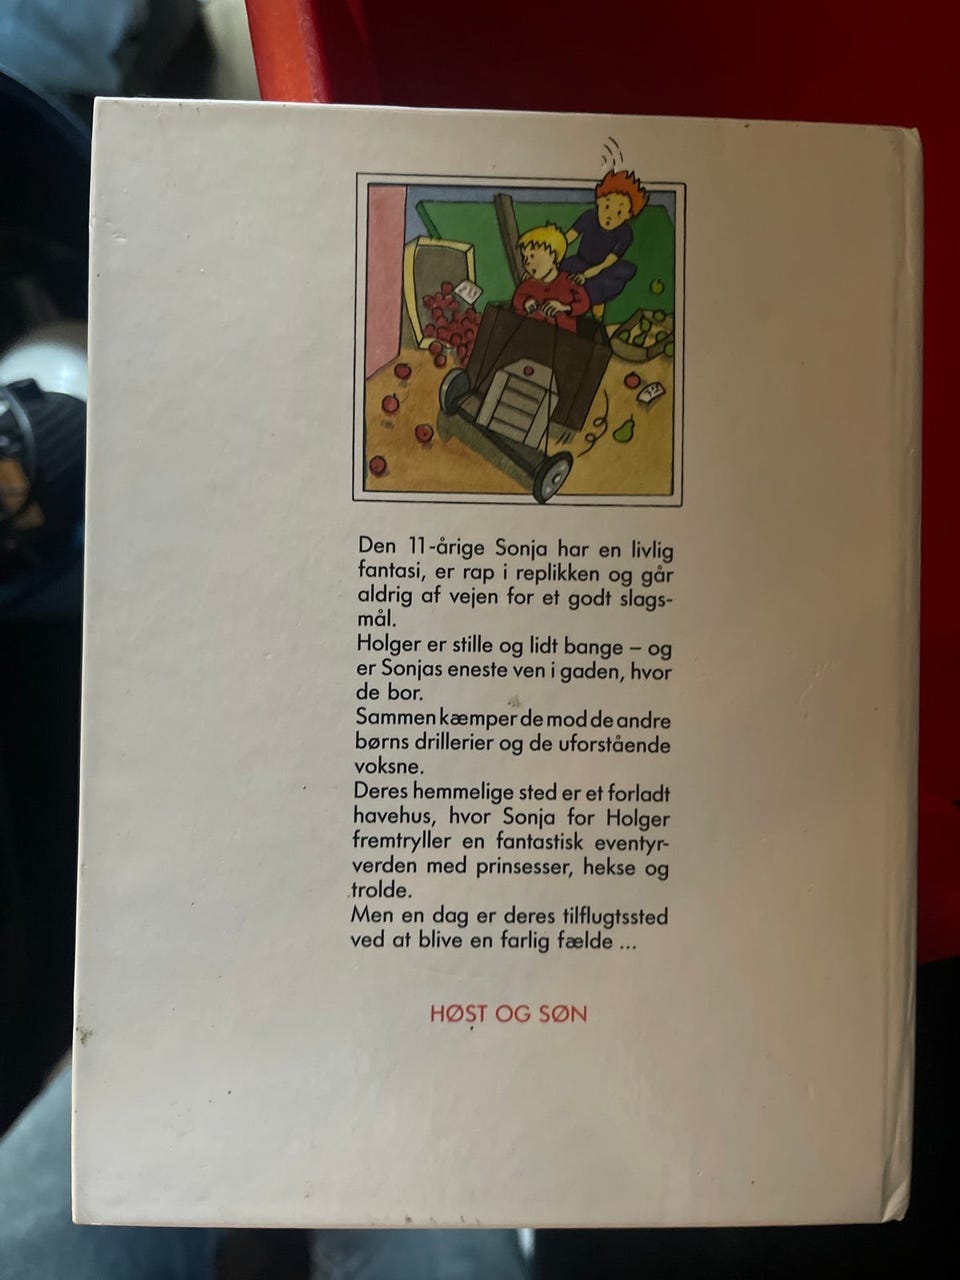 Den 11-årige Sonja har en livlig
fantasi, er rap i replikken og går
aldrig af vejen for et godt slags-
mål.
Holger er stille og lidt bange – og
er Sonjas eneste ven i gaden, hvor
de bor.
Sammen kæmper de mod de andre
børns drillerier og de uforstående
voksne.
Deres hemmelige sted er et forladt
havehus, hvor Sonja for Holger
fremtryller en fantastisk eventyr-
verden med prinsesser, hekse og
trolde.
Men en dag er deres tilflugtssted
ved at blive en farlig fælde ...
HØST OG SØN